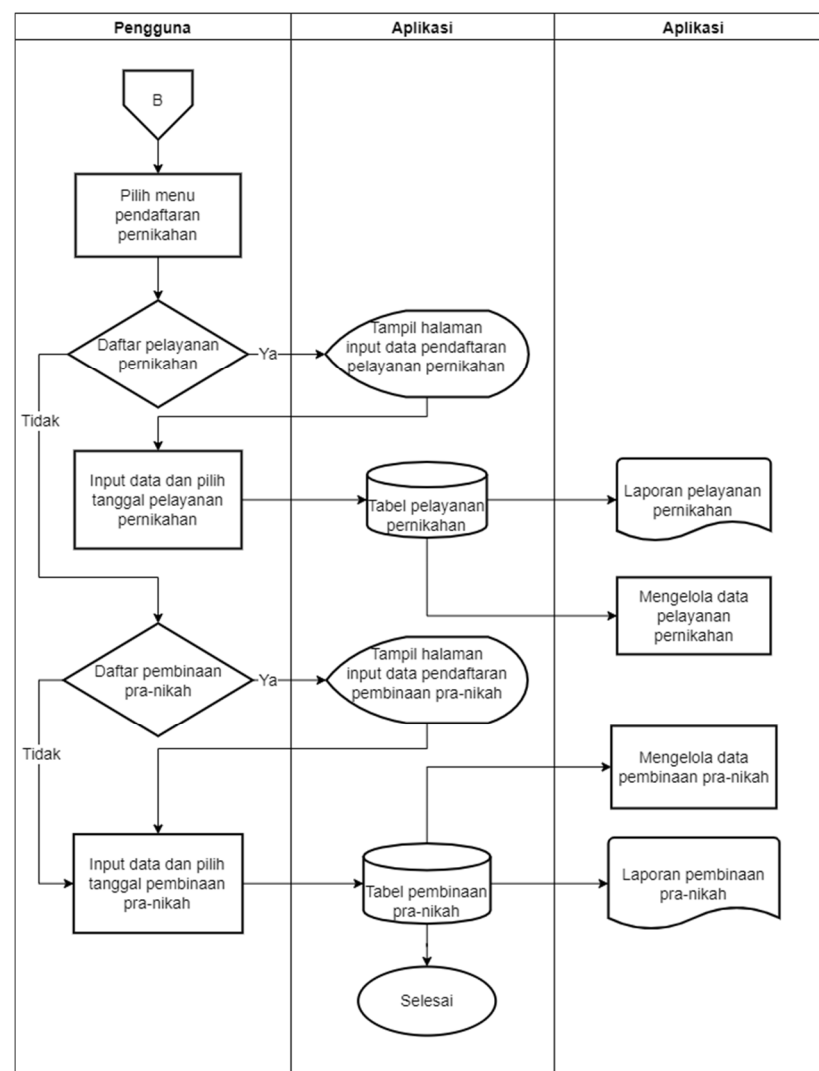 Pengguna
Aplikasi
Aplikasi
B
Pilih menu
pendaftaran
pernikahan
Daftar pelayanan
pernikahan
Ya
Tampil halaman
input data pendaftaran
pelayanan pernikahan
Tidak
Input data dan pilih
tanggal pelayanan
pernikahan
Tabel pelayanan
pernikahan
Laporan pelayanan
pernikahan
Mengelola data
pelayanan
pernikahan
Daftar pembinaan
pra-nikah
Ya
Tampil halaman
input data pendaftaran
pembinaan pra-nikah
Tidak
Mengelola data
pembinaan pra-nikah
Input data dan pilih
tanggal pembinaan
pra-nikah
Tabel pembinaan
pra-nikah
Laporan pembinaan
pra-nikah
Selesai